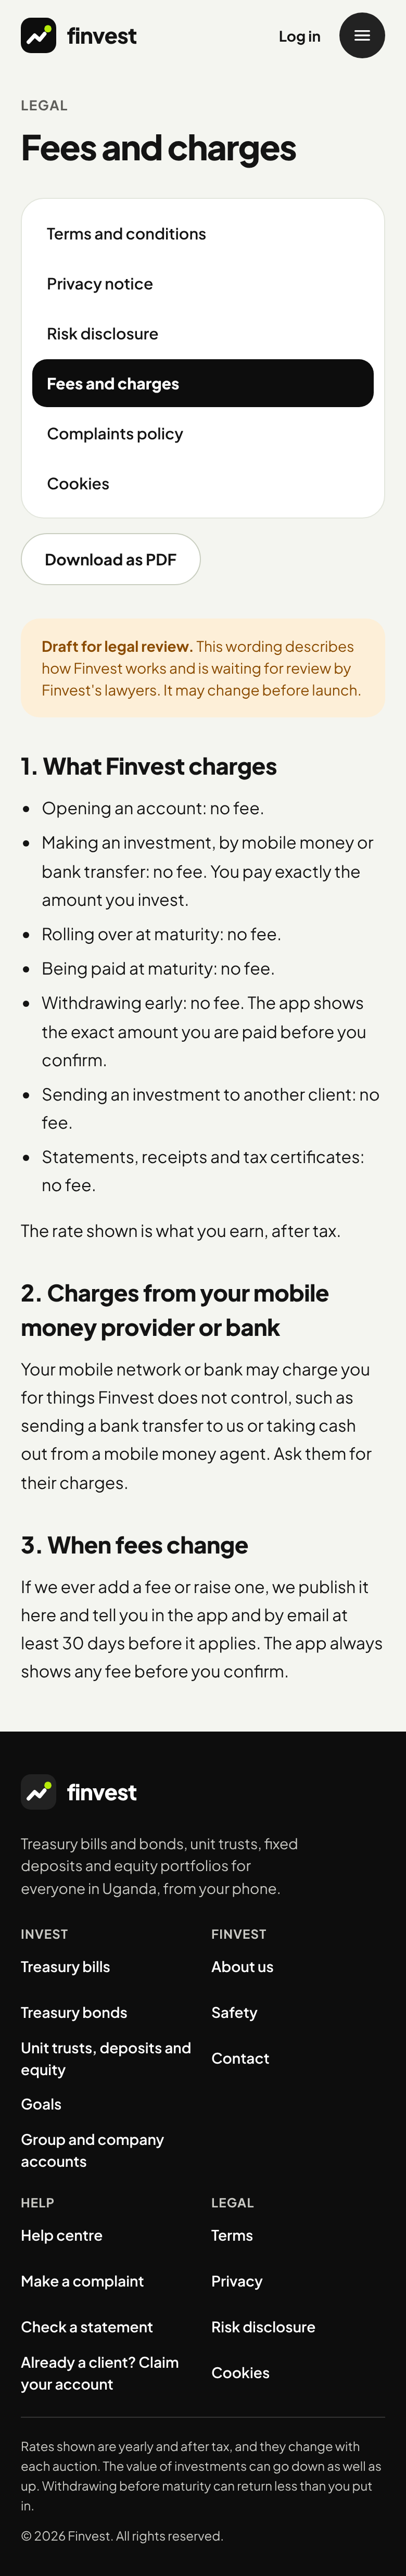 finvest
Log in
LEGAL
Fees and charges
Terms and conditions
Privacy notice
Risk disclosure
Fees and charges
Complaints policy
Cookies
Download as PDF
Draft for legal review. This wording describes
how Finvest works and is waiting for review by
Finvest's lawyers. It may change before launch.
1. What Finvest charges
• Opening an account: no fee.
• Making an investment, by mobile money or
bank transfer: no fee. You pay exactly the
amount you invest.
• Rolling over at maturity: no fee.
• Being paid at maturity: no fee.
• Withdrawing early: no fee. The app shows
the exact amount you are paid before you
confirm.
• Sending an investment to another client: no
fee.
• Statements, receipts and tax certificates:
no fee.
The rate shown is what you earn, after tax.
2. Charges from your mobile
money provider or bank
Your mobile network or bank may charge you
for things Finvest does not control, such as
sending a bank transfer to us or taking cash
out from a mobile money agent. Ask them for
their charges.
3. When fees change
If we ever add a fee or raise one, we publish it
here and tell you in the app and by email at
least 30 days before it applies. The app always
shows any fee before you confirm.
finvest
Treasury bills and bonds, unit trusts, fixed
deposits and equity portfolios for
everyone in Uganda, from your phone.
INVEST
Treasury bills
Treasury bonds
Unit trusts, deposits and
equity
Goals
Group and company
accounts
FINVEST
About us
Safety
Contact
HELP
Help centre
Make a complaint
Check a statement
Already a client? Claim
your account
LEGAL
Terms
Privacy
Risk disclosure
Cookies
Rates shown are yearly and after tax, and they change with
each auction. The value of investments can go down as well as
up. Withdrawing before maturity can return less than you put
in.
© 2026 Finvest. All rights reserved.